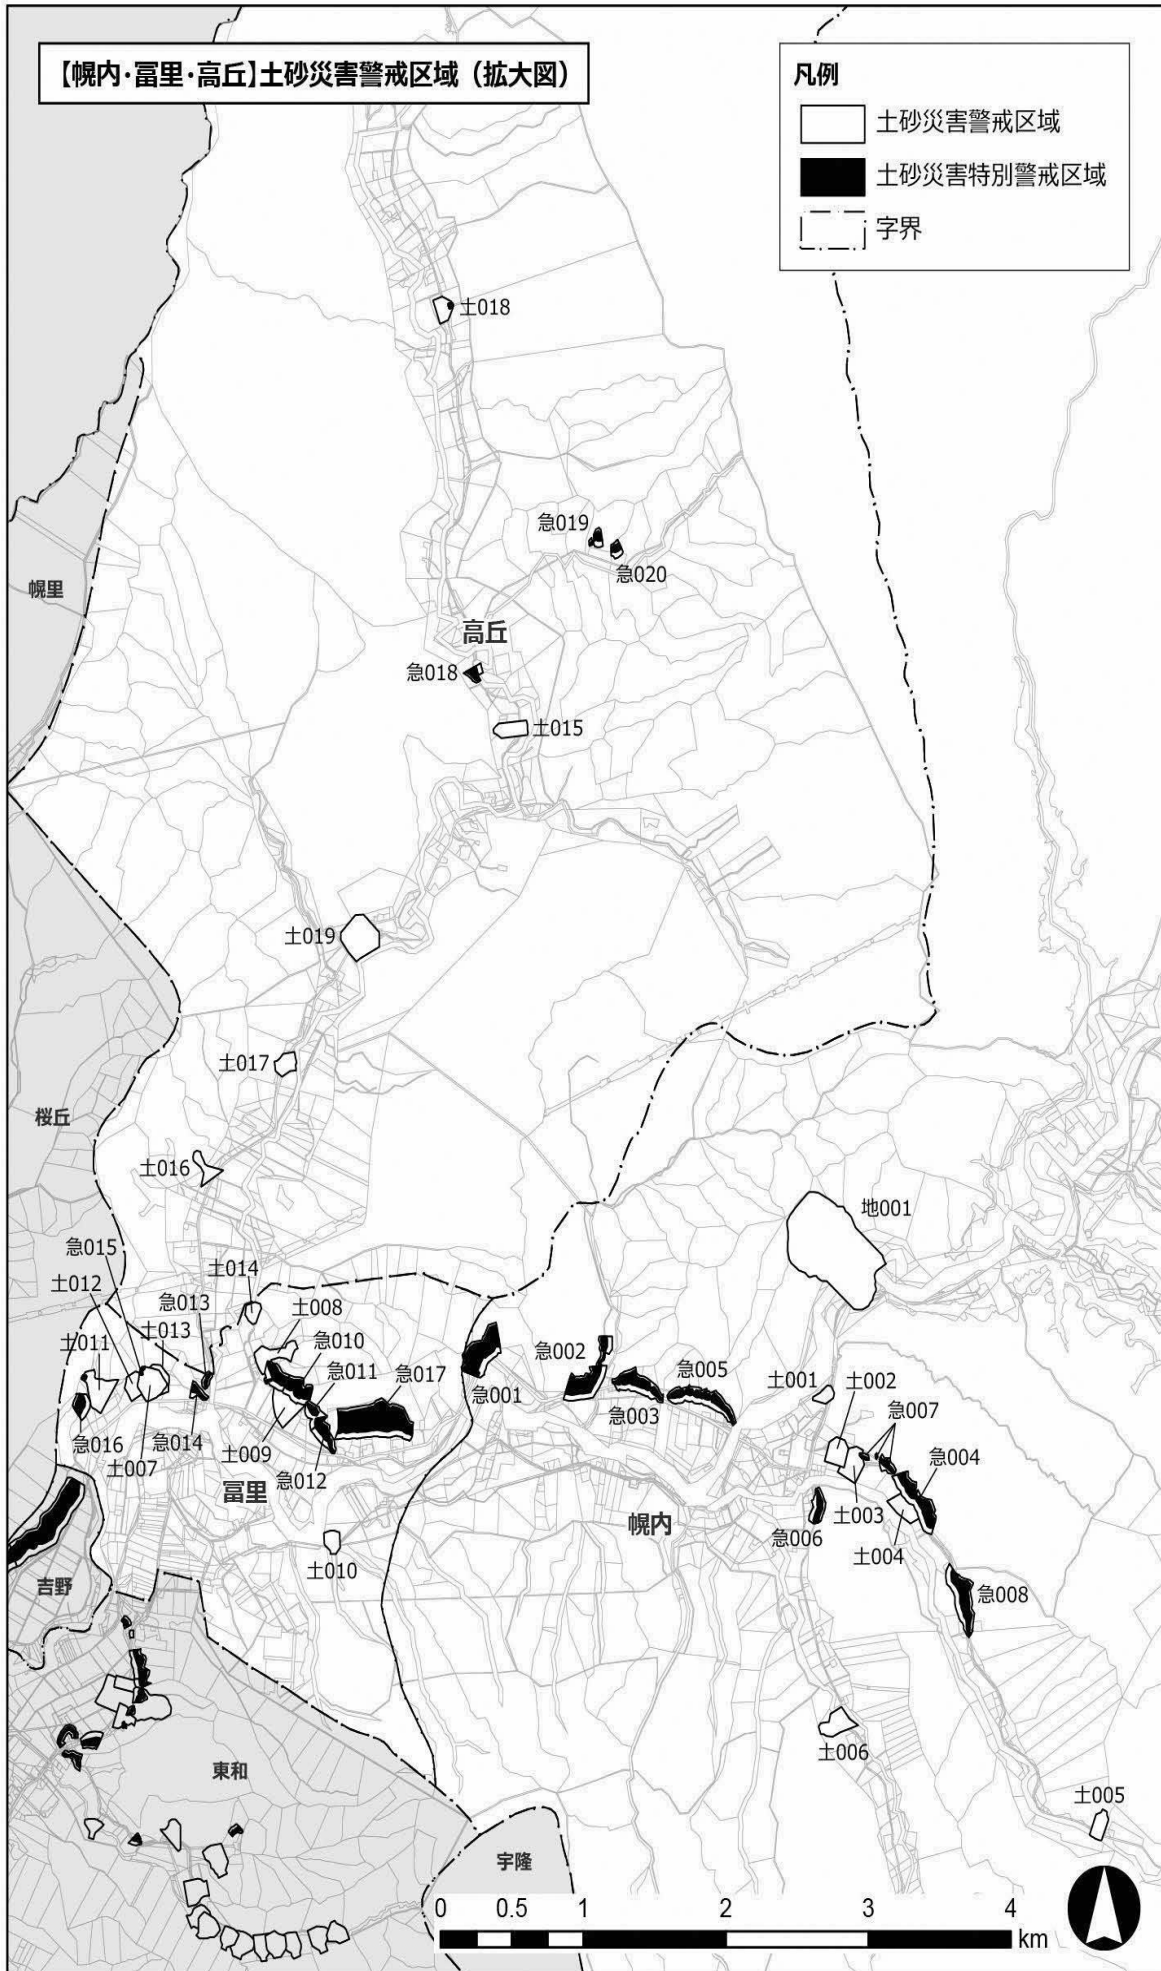 【幌内・冨里・高丘】土砂災害警戒区域（拡大図）
凡例
土砂災害警戒区域
土砂災害特別警戒区域
字界
土018
急019
急020
幌里
高丘
急018
土015
土019
土017
桜丘
土016
地001
急015
土012
土011
土013
急013
土014
土008
急010
急011
急017
急001
急002
急003
急005
土001
土002
急007
急004
急016
土007
急014
土009
急012
冨里
土010
幌内
急006
土003
土004
急008
吉野
土006
土005
東和
宇隆
0 0.5 1 2 3 4
km